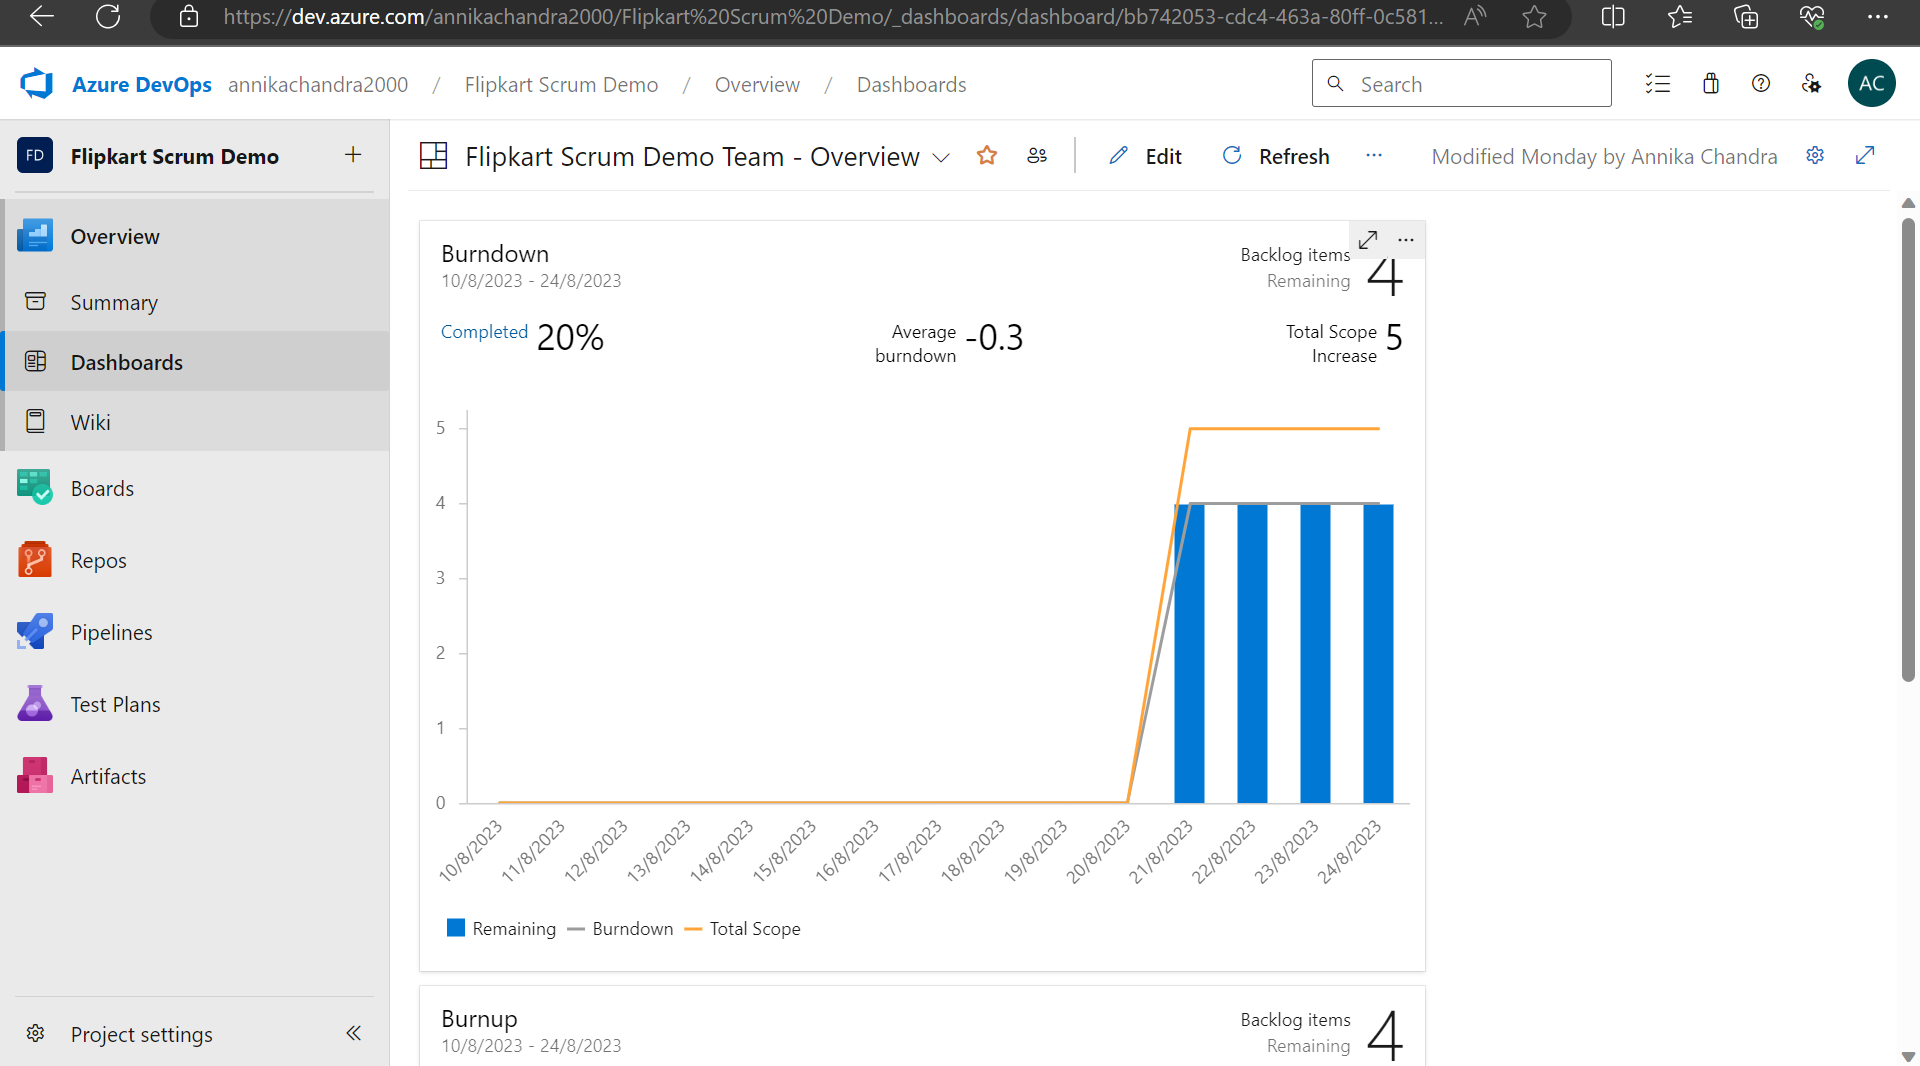 https://dev.azure.com/annikachandra2000/Flipkart%20Scrum%20Demo/_dashboards/dashboard/bb742053-cdc4-463a-80ff-0c581...
Azure DevOps annikachandra2000 / Flipkart Scrum Demo / Overview / Dashboards
Search
AC
FD Flipkart Scrum Demo
Flipkart Scrum Demo Team - Overview
Edit
Refresh
Modified Monday by Annika Chandra
Overview
Summary
Dashboards
Wiki
Boards
Repos
Pipelines
Test Plans
Artifacts
Project settings
Burndown
10/8/2023 - 24/8/2023
Backlog items
Remaining
4
Completed 20%
Average
burndown
-0.3
Total Scope
Increase
5
5
4
3
2
1
0
10/8/2023
11/8/2023
12/8/2023
13/8/2023
14/8/2023
15/8/2023
16/8/2023
17/8/2023
18/8/2023
19/8/2023
20/8/2023
21/8/2023
22/8/2023
23/8/2023
24/8/2023
Remaining Burndown Total Scope
Burnup
10/8/2023 - 24/8/2023
Backlog items
Remaining
4